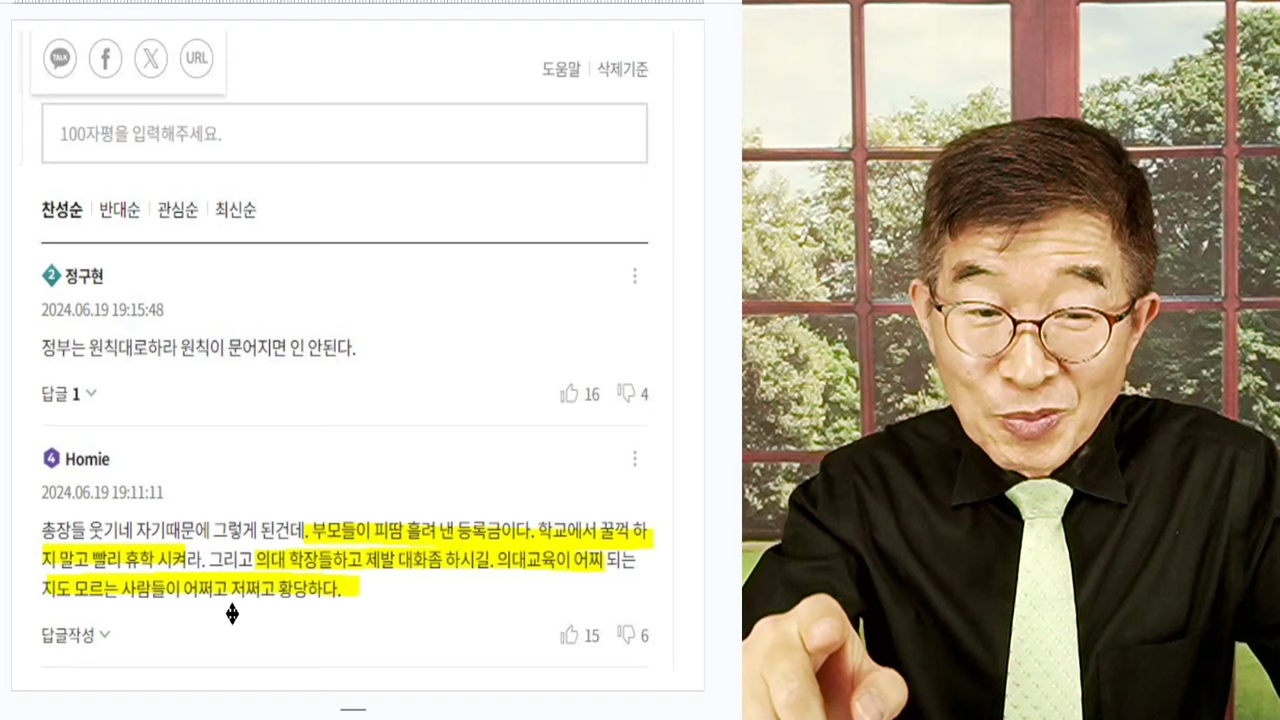 TALK f X URL
도움말 삭제기준
100자평을 입력해주세요.
찬성순 반대순 관심순 최신순
2 정구현
2024.06.19 19:15:48
정부는 원칙대로하라 원칙이 문어지면 인 안된다.
답글 1 16 4
4 Homie
2024.06.19 19:11:11
총장들 웃기네 자기때문에 그렇게 된건데. 부모들이 피땀 흘려 낸 등록금이다. 학교에서 꿀꺽 하
지 말고 빨리 휴학 시켜라. 그리고 의대 학장들하고 제발 대화좀 하시길. 의대교육이 어찌 되는
지도 모르는 사람들이 어쩌고 저쩌고 황당하다.
답글작성 15 6